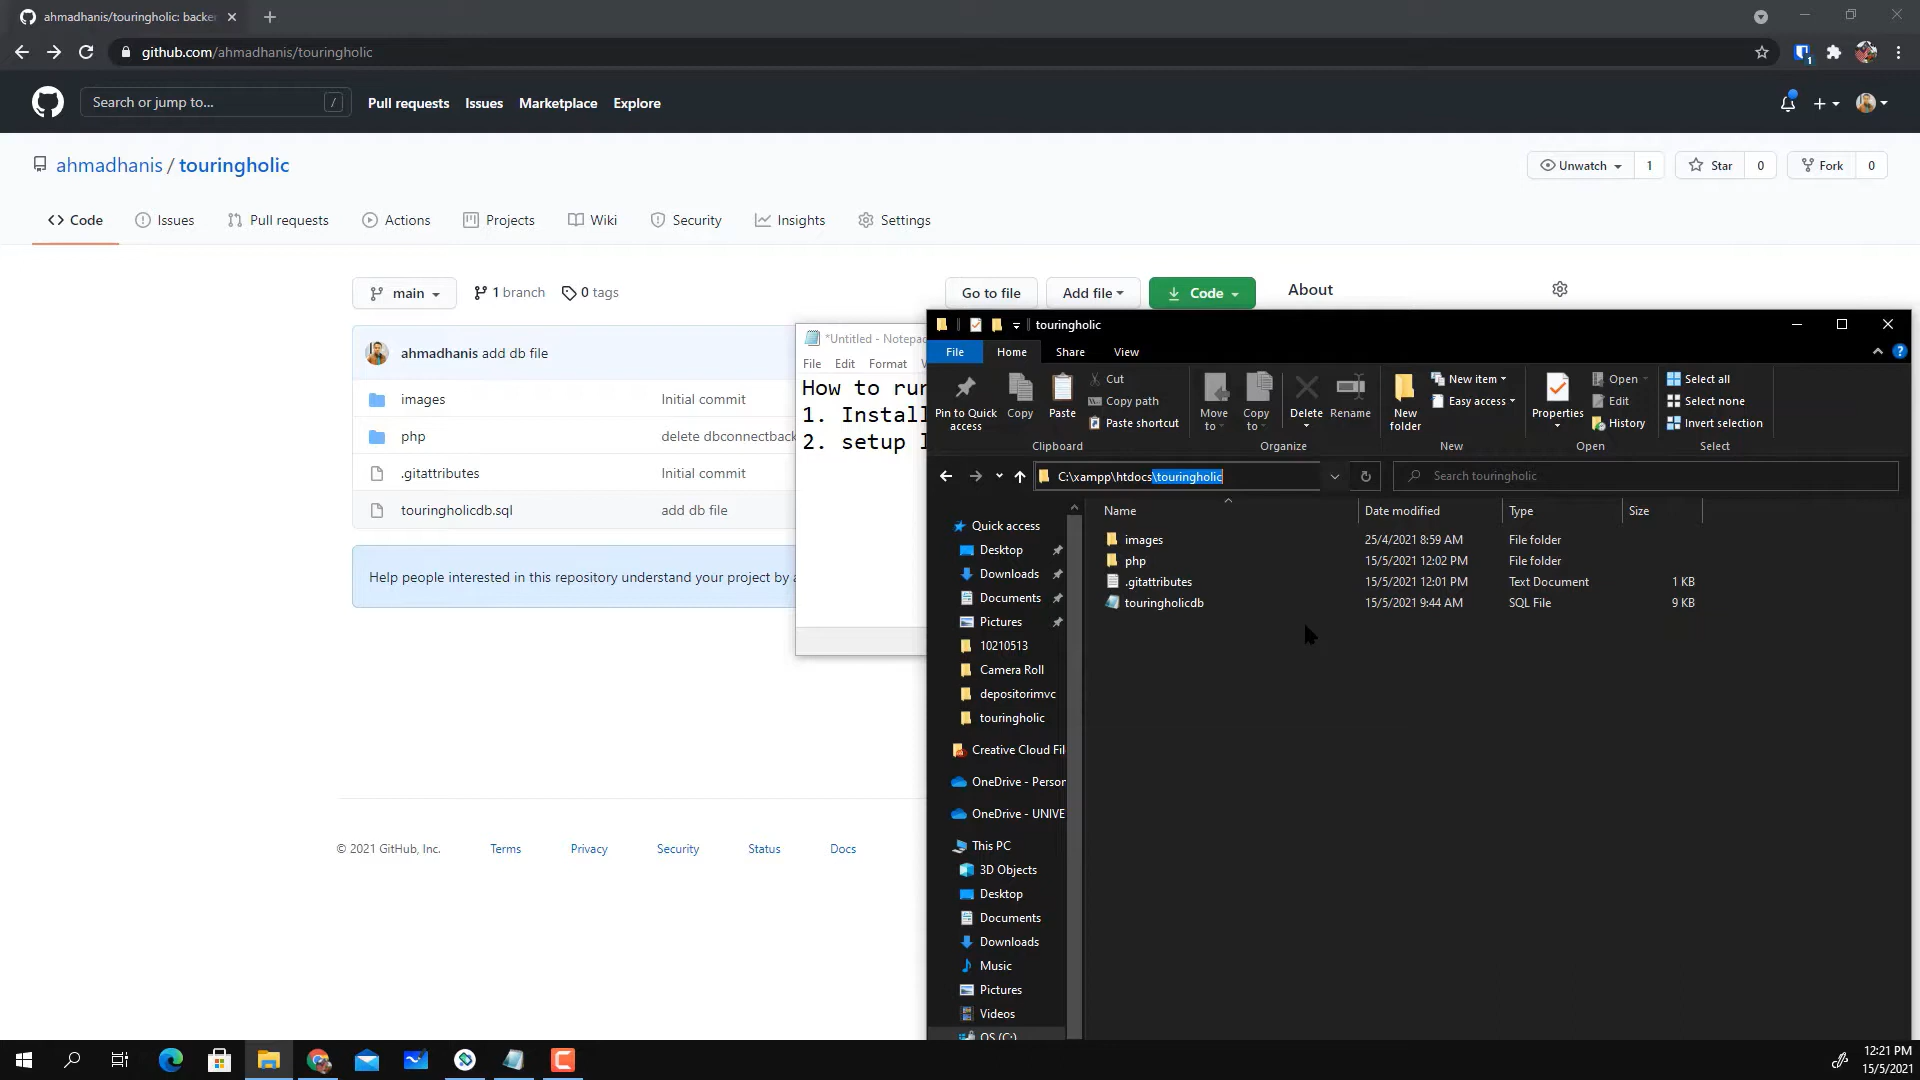 ahmadhanis/touringholic: backe
github.com/ahmadhanis/touringholic
1
Search or jump to...
/
Pull requests
Issues
Marketplace
Explore
ahmadhanis / touringholic
Unwatch
1
Star
0
Fork
0
Code
Issues
Pull requests
Actions
Projects
Wiki
Security
Insights
Settings
main
1 branch
0 tags
Go to file
Add file
Code
About
ahmadhanis add db file
images
Initial commit
php
delete dbconnectback
.gitattributes
Initial commit
touringholicdb.sql
add db file
Help people interested in this repository understand your project by
© 2021 GitHub, Inc.
Terms
Privacy
Security
Status
Docs
*Untitled - Notepad
File
Edit
Format
How to run
1. Install
2. setup
touringholic
File
Home
Share
View
Pin to Quick access
Copy
Paste
Cut
Copy path
Paste shortcut
Clipboard
Move to
Copy to
Delete
Rename
Organize
New folder
New item
Easy access
New
Properties
Open
Edit
History
Open
Select all
Select none
Invert selection
Select
C:\xampp\htdocs\touringholic
Search touringholic
Name
Date modified
Type
Size
images
25/4/2021 8:59 AM
File folder
php
15/5/2021 12:02 PM
File folder
.gitattributes
15/5/2021 12:01 PM
Text Document
1 KB
touringholicdb
15/5/2021 9:44 AM
SQL File
9 KB
Quick access
Desktop
Downloads
Documents
Pictures
10210513
Camera Roll
depositorimvc
touringholic
Creative Cloud Fil
OneDrive - Person
OneDrive - UNIVE
This PC
3D Objects
Desktop
Documents
Downloads
Music
Pictures
Videos
OS (C:)
12:21 PM
15/5/2021